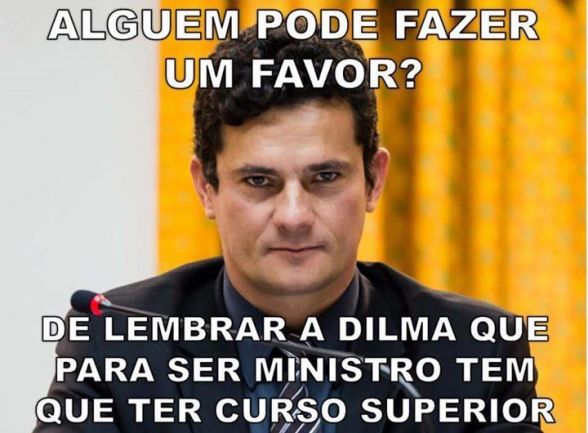 ALGUEM PODE FAZER
UM FAVOR?
DE LEMBRAR A DILMA QUE
PARA SER MINISTRO TEM
QUE TER CURSO SUPERIOR